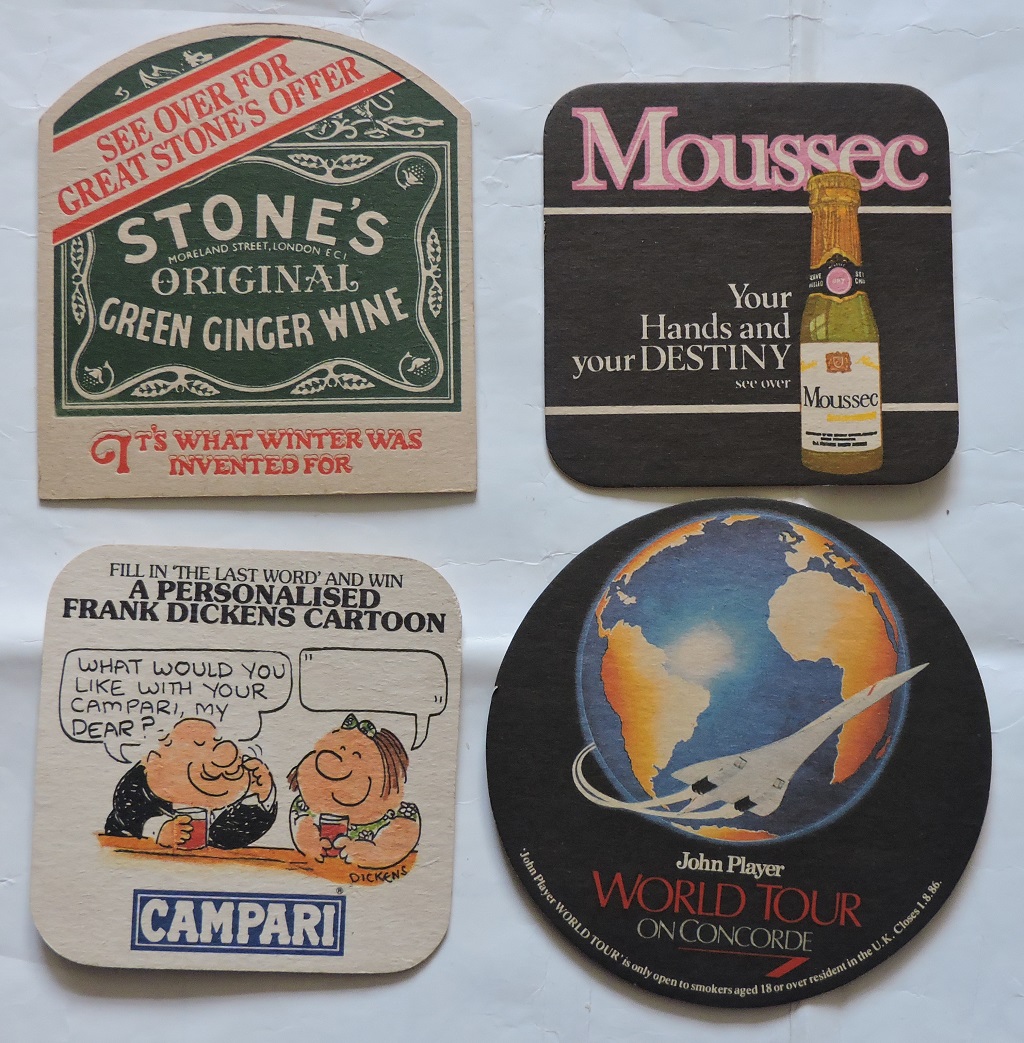 SEE OVER FOR
GREAT STONE'S OFFER
STONE'S
MORELAND STREET, LONDON EC1
ORIGINAL
GREEN GINGER WINE
IT'S WHAT WINTER WAS
INVENTED FOR
Moussec
Your
Hands and
your DESTINY
see over
Moussec
FILL IN 'THE LAST WORD' AND WIN
A PERSONALISED
FRANK DICKENS CARTOON
WHAT WOULD YOU
LIKE WITH YOUR
CAMPARI, MY
DEAR?
"
"
DICKENS
CAMPARI®
John Player
WORLD TOUR
ON CONCORDE
'John Player WORLD TOUR' is only open to smokers aged 18 or over resident in the U.K. Closes 1.8.86.